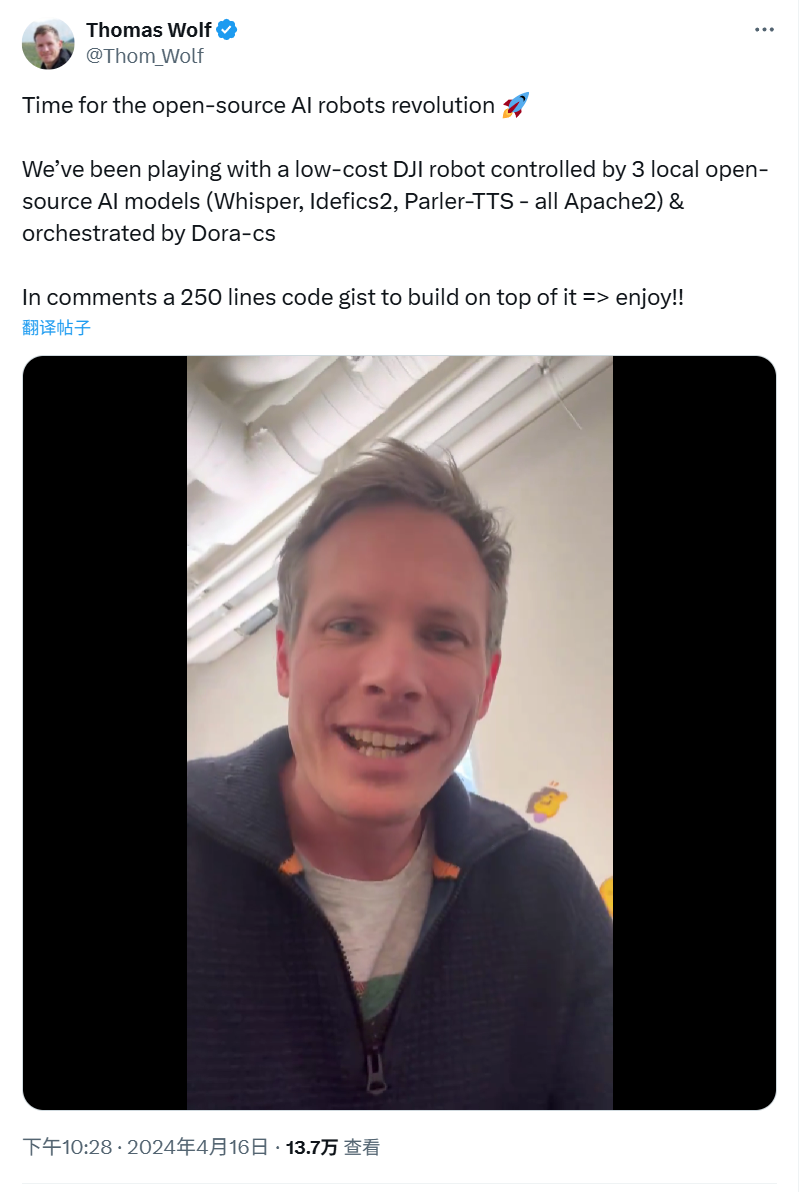 Thomas Wolf
@Thom_Wolf
Time for the open-source AI robots revolution 🚀
We’ve been playing with a low-cost DJI robot controlled by 3 local open-
source AI models (Whisper, Idefics2, Parler-TTS - all Apache2) &
orchestrated by Dora-cs
In comments a 250 lines code gist to build on top of it => enjoy!!
翻译帖子
下午10:28 · 2024年4月16日 · 13.7万 查看